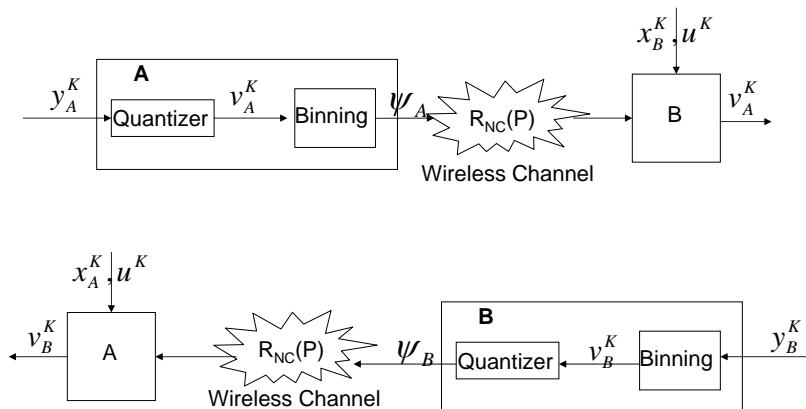 x_B^K, u^K
A
y_A^K
Quantizer
v_A^K
Binning
ψ_A
R_NC(P)
B
v_A^K
Wireless Channel
x_A^K, u^K
v_B^K
A
R_NC(P)
ψ_B
B
Quantizer
v_B^K
Binning
y_B^K
Wireless Channel